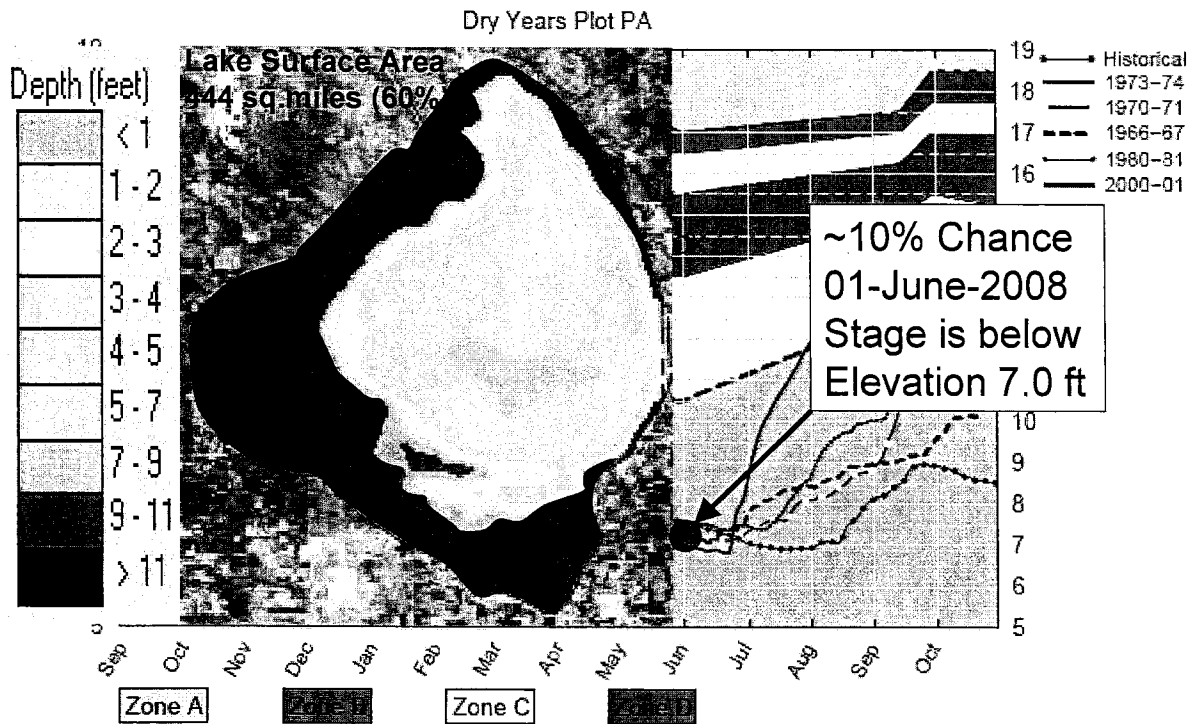 Dry Years Plot PA
Depth (feet)
< 1
1 - 2
2 - 3
3 - 4
4 - 5
5 - 7
7 - 9
9 - 11
> 11
Lake Surface Area
444 sq miles (60%)
19
18
17
16
10
9
8
7
6
5
Historical
1973-74
1970-71
1966-67
1980-81
2000-01
~10% Chance
01-June-2008
Stage is below
Elevation 7.0 ft
Sep Oct Nov Dec Jan Feb Mar Apr May Jun Jul Aug Sep Oct
Zone A
Zone C